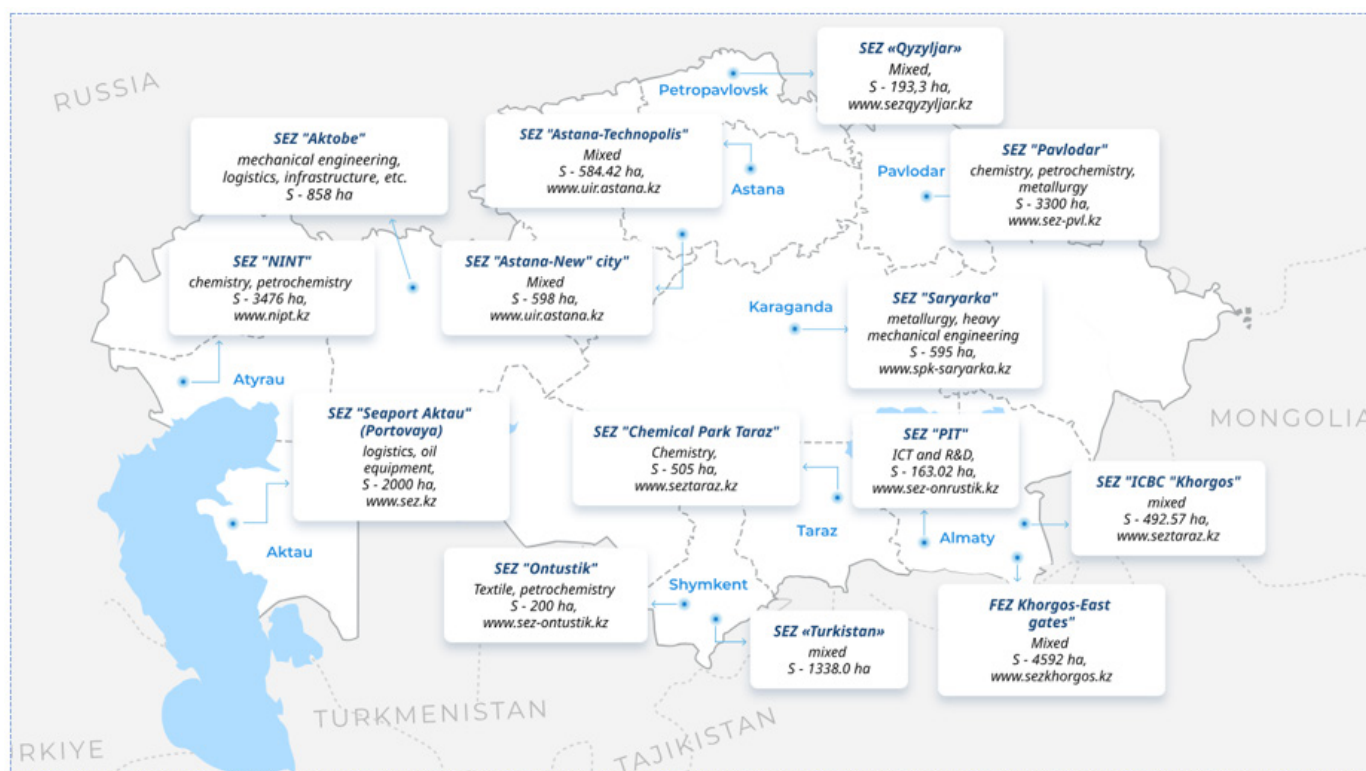 RUSSIA
SEZ «Qyzyljar»
Mixed,
S - 193,3 ha,
www.sezqyzyljar.kz
Petropavlovsk
SEZ "Aktobe"
mechanical engineering,
logistics, infrastructure, etc.
S - 858 ha
SEZ "Astana-Technopolis"
Mixed
S - 584.42 ha,
www.uir.astana.kz
Astana
Pavlodar
SEZ "Pavlodar"
chemistry, petrochemistry,
metallurgy
S - 3300 ha,
www.sez-pvl.kz
SEZ "NINT"
chemistry, petrochemistry
S - 3476 ha,
www.nipt.kz
SEZ "Astana-New" city"
Mixed
S - 598 ha,
www.uir.astana.kz
Karaganda
SEZ "Saryarka"
metallurgy, heavy
mechanical engineering
S - 595 ha,
www.spk-saryarka.kz
Atyrau
SEZ "Seaport Aktau"
(Portovaya)
logistics, oil
equipment,
S - 2000 ha,
www.sez.kz
Aktau
SEZ "Chemical Park Taraz"
Chemistry,
S - 505 ha,
www.seztaraz.kz
Taraz
SEZ "PIT"
ICT and R&D,
S - 163.02 ha,
www.sez-onrustik.kz
Almaty
MONGOLIA
SEZ "ICBC "Khorgos"
mixed
S - 492.57 ha,
www.seztaraz.kz
SEZ "Ontustik"
Textile, petrochemistry
S - 200 ha,
www.sez-ontustik.kz
Shymkent
SEZ «Turkistan»
mixed
S - 1338.0 ha
FEZ Khorgos-East
gates"
Mixed
S - 4592 ha,
www.sezkhorgos.kz
TURKMENISTAN
TAJIKISTAN
RKIYE